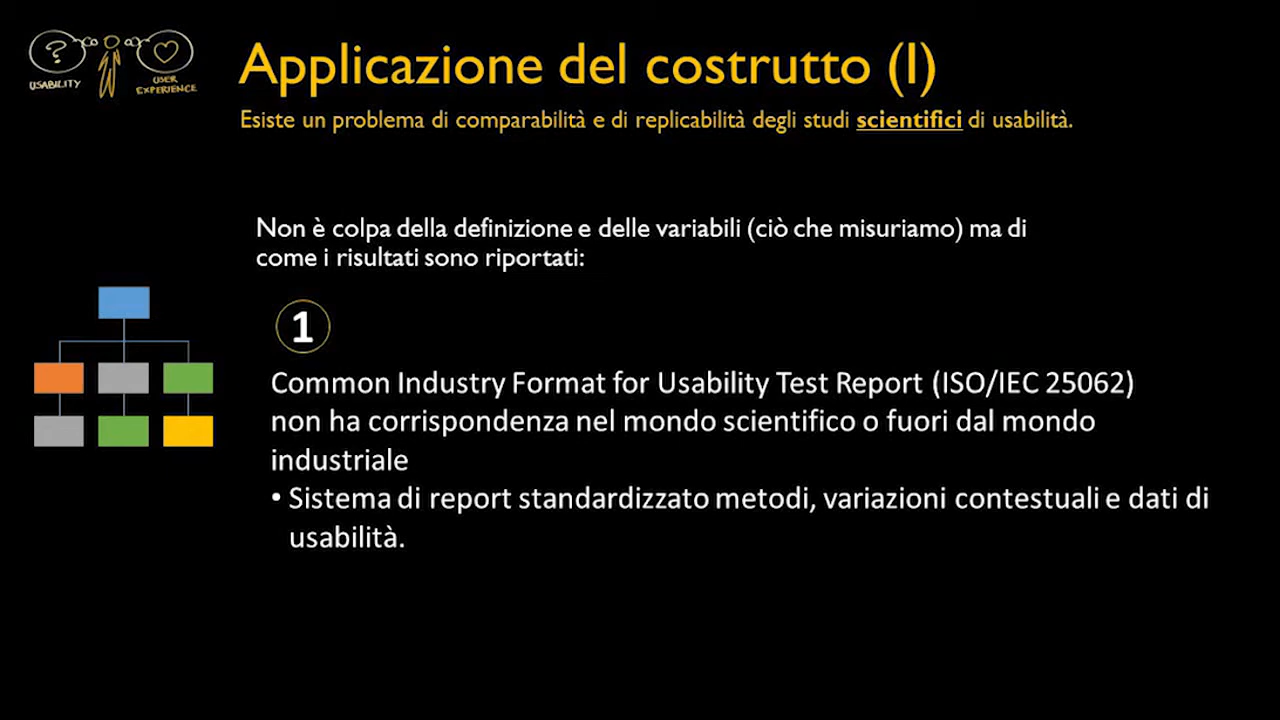 USABILITY
USER
EXPERIENCE
Applicazione del costrutto (I)
Esiste un problema di comparabilità e di replicabilità degli studi scientifici di usabilità.
Non è colpa della definizione e delle variabili (ciò che misuriamo) ma di
come i risultati sono riportati:
1
Common Industry Format for Usability Test Report (ISO/IEC 25062)
non ha corrispondenza nel mondo scientifico o fuori dal mondo
industriale
• Sistema di report standardizzato metodi, variazioni contestuali e dati di
usabilità.